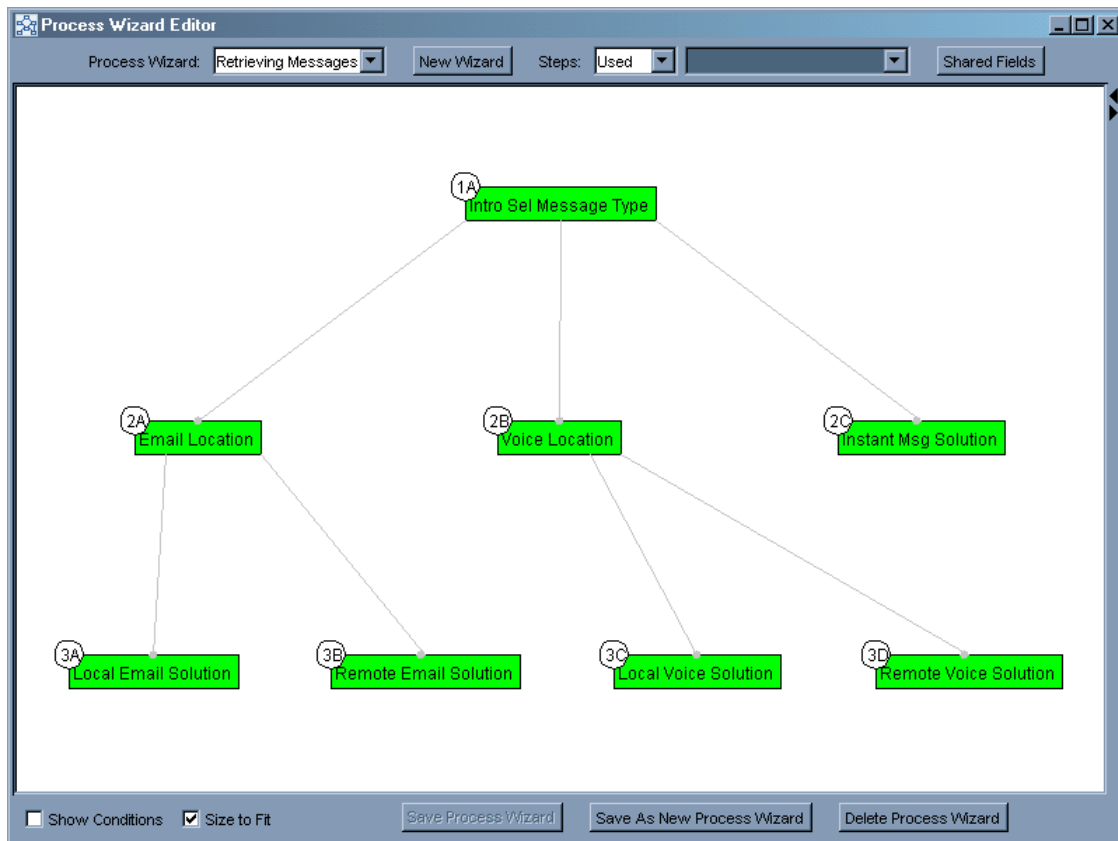 Process Wizard Editor
Process Wizard: Retrieving Messages New Wizard Steps: Used Shared Fields
1A
Intro Sel Message Type
2A 2B 2C
Email Location Voice Location Instant Msg Solution
3A 3B 3C 3D
Local Email Solution Remote Email Solution Local Voice Solution Remote Voice Solution
Show Conditions Size to Fit Save Process Wizard Save As New Process Wizard Delete Process Wizard